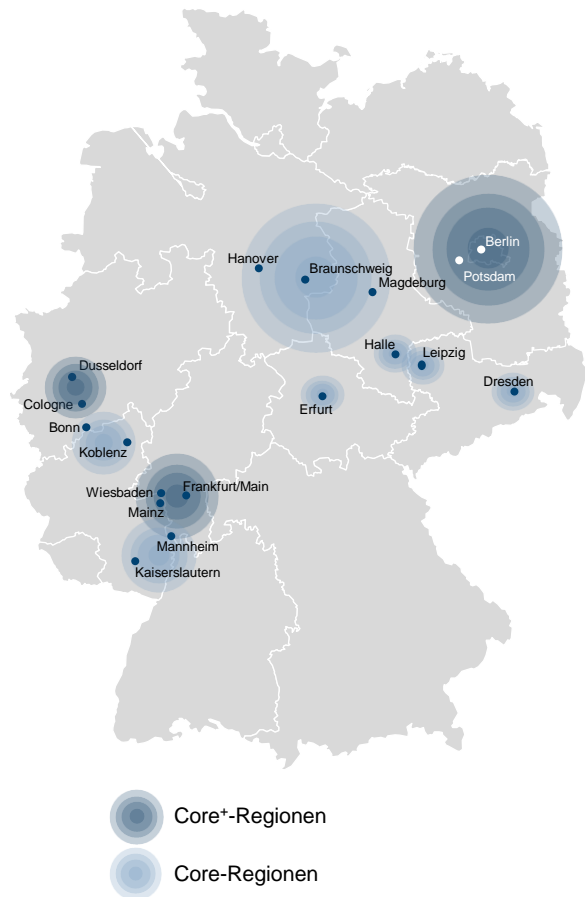 Berlin
Hanover
Braunschweig
Potsdam
Magdeburg
Halle
Leipzig
Dusseldorf
Dresden
Cologne
Erfurt
Bonn
Koblenz
Wiesbaden
Frankfurt/Main
Mainz
Mannheim
Kaiserslautern
Core⁺-Regionen
Core-Regionen